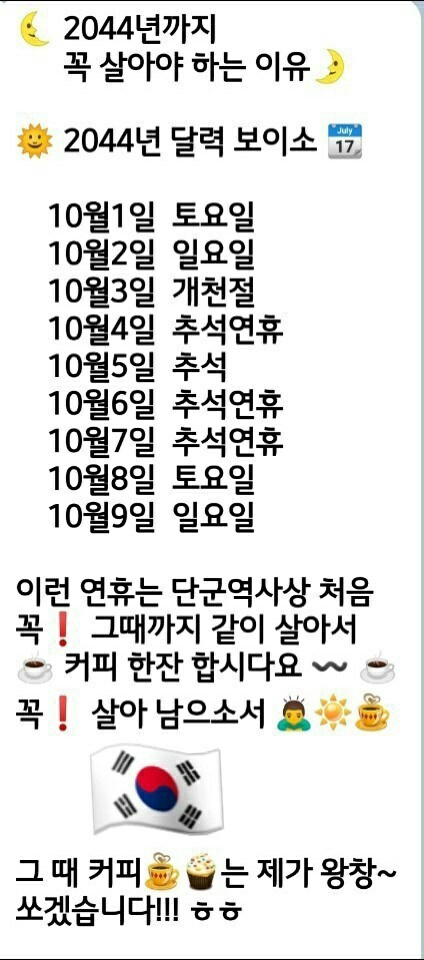 🌜 2044년까지
꼭 살아야 하는 이유🌛
🌞 2044년 달력 보이소 📅
10월1일 토요일
10월2일 일요일
10월3일 개천절
10월4일 추석연휴
10월5일 추석
10월6일 추석연휴
10월7일 추석연휴
10월8일 토요일
10월9일 일요일
이런 연휴는 단군역사상 처음
꼭❗ 그때까지 같이 살아서
☕ 커피 한잔 합시다요 〰 ☕
꼭❗ 살아 남으소서 🙇☀☕
🇰🇷
그 때 커피☕🧁는 제가 왕창~
쏘겠습니다!!! ㅎㅎ